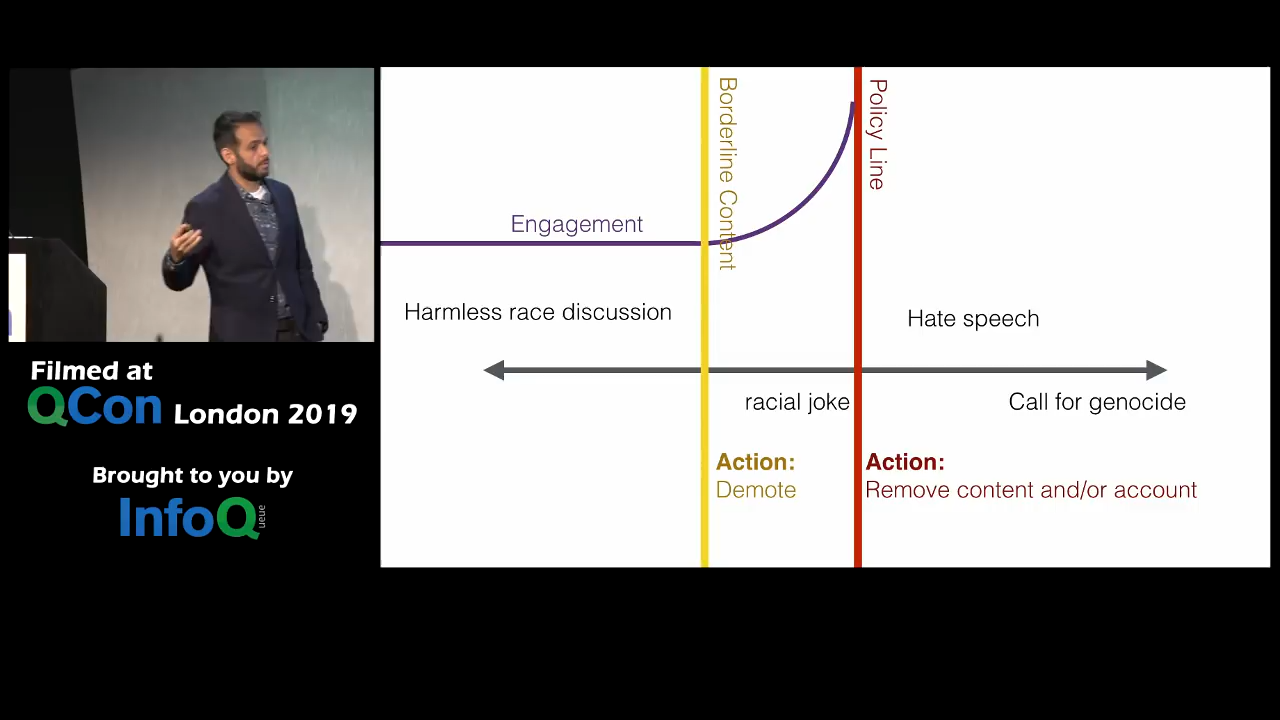 Filmed at
QCon London 2019
Brought to you by
InfoQ
ueue
Borderline Content
Policy Line
Engagement
Harmless race discussion
Hate speech
racial joke
Call for genocide
Action:
Demote
Action:
Remove content and/or account